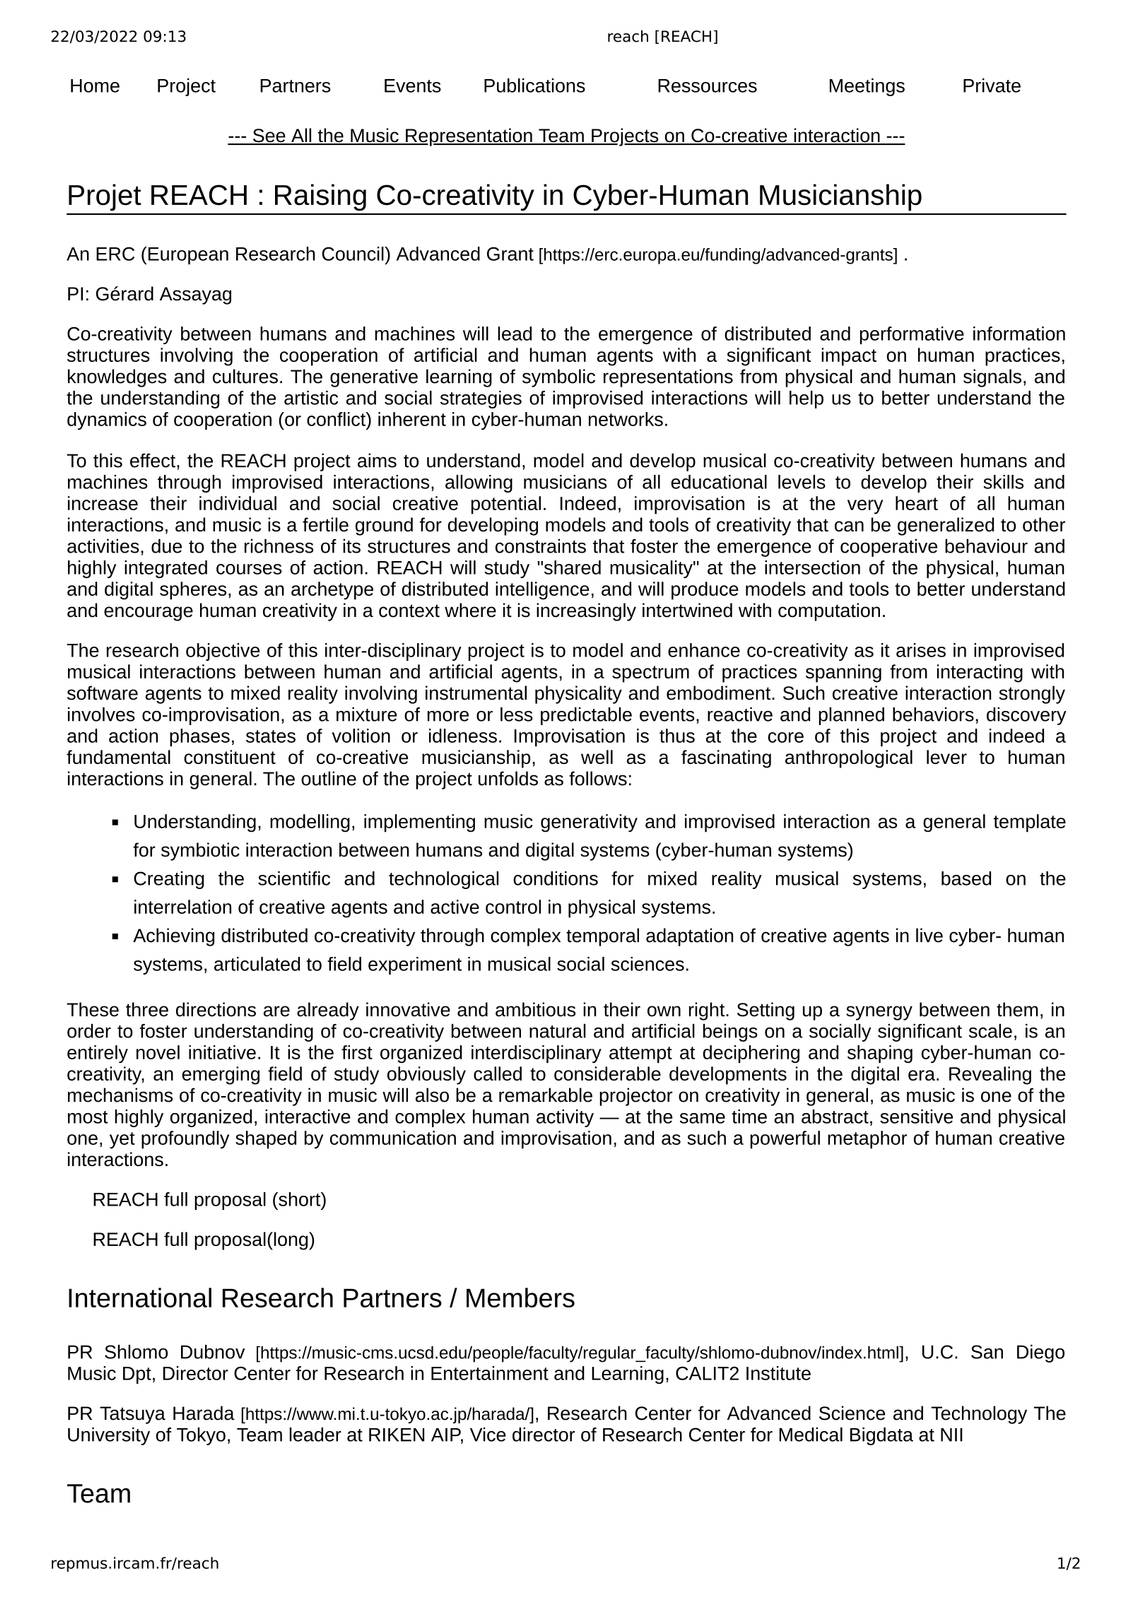 22/03/2022 09:13 reach [REACH]
Home Project Partners Events Publications Ressources Meetings Private
--- See All the Music Representation Team Projects on Co-creative interaction ---
Projet REACH : Raising Co-creativity in Cyber-Human Musicianship
An ERC (European Research Council) Advanced Grant [https://erc.europa.eu/funding/advanced-grants] .
PI: Gérard Assayag
Co-creativity between humans and machines will lead to the emergence of distributed and performative information
structures involving the cooperation of artificial and human agents with a significant impact on human practices,
knowledges and cultures. The generative learning of symbolic representations from physical and human signals, and
the understanding of the artistic and social strategies of improvised interactions will help us to better understand the
dynamics of cooperation (or conflict) inherent in cyber-human networks.
To this effect, the REACH project aims to understand, model and develop musical co-creativity between humans and
machines through improvised interactions, allowing musicians of all educational levels to develop their skills and
increase their individual and social creative potential. Indeed, improvisation is at the very heart of all human
interactions, and music is a fertile ground for developing models and tools of creativity that can be generalized to other
activities, due to the richness of its structures and constraints that foster the emergence of cooperative behaviour and
highly integrated courses of action. REACH will study "shared musicality" at the intersection of the physical, human
and digital spheres, as an archetype of distributed intelligence, and will produce models and tools to better understand
and encourage human creativity in a context where it is increasingly intertwined with computation.
The research objective of this inter-disciplinary project is to model and enhance co-creativity as it arises in improvised
musical interactions between human and artificial agents, in a spectrum of practices spanning from interacting with
software agents to mixed reality involving instrumental physicality and embodiment. Such creative interaction strongly
involves co-improvisation, as a mixture of more or less predictable events, reactive and planned behaviors, discovery
and action phases, states of volition or idleness. Improvisation is thus at the core of this project and indeed a
fundamental constituent of co-creative musicianship, as well as a fascinating anthropological lever to human
interactions in general. The outline of the project unfolds as follows:
▪ Understanding, modelling, implementing music generativity and improvised interaction as a general template
for symbiotic interaction between humans and digital systems (cyber-human systems)
▪ Creating the scientific and technological conditions for mixed reality musical systems, based on the
interrelation of creative agents and active control in physical systems.
▪ Achieving distributed co-creativity through complex temporal adaptation of creative agents in live cyber- human
systems, articulated to field experiment in musical social sciences.
These three directions are already innovative and ambitious in their own right. Setting up a synergy between them, in
order to foster understanding of co-creativity between natural and artificial beings on a socially significant scale, is an
entirely novel initiative. It is the first organized interdisciplinary attempt at deciphering and shaping cyber-human co-
creativity, an emerging field of study obviously called to considerable developments in the digital era. Revealing the
mechanisms of co-creativity in music will also be a remarkable projector on creativity in general, as music is one of the
most highly organized, interactive and complex human activity — at the same time an abstract, sensitive and physical
one, yet profoundly shaped by communication and improvisation, and as such a powerful metaphor of human creative
interactions.
REACH full proposal (short)
REACH full proposal(long)
International Research Partners / Members
PR Shlomo Dubnov [https://music-cms.ucsd.edu/people/faculty/regular_faculty/shlomo-dubnov/index.html], U.C. San Diego
Music Dpt, Director Center for Research in Entertainment and Learning, CALIT2 Institute
PR Tatsuya Harada [https://www.mi.t.u-tokyo.ac.jp/harada/], Research Center for Advanced Science and Technology The
University of Tokyo, Team leader at RIKEN AIP, Vice director of Research Center for Medical Bigdata at NII
Team
repmus.ircam.fr/reach 1/2